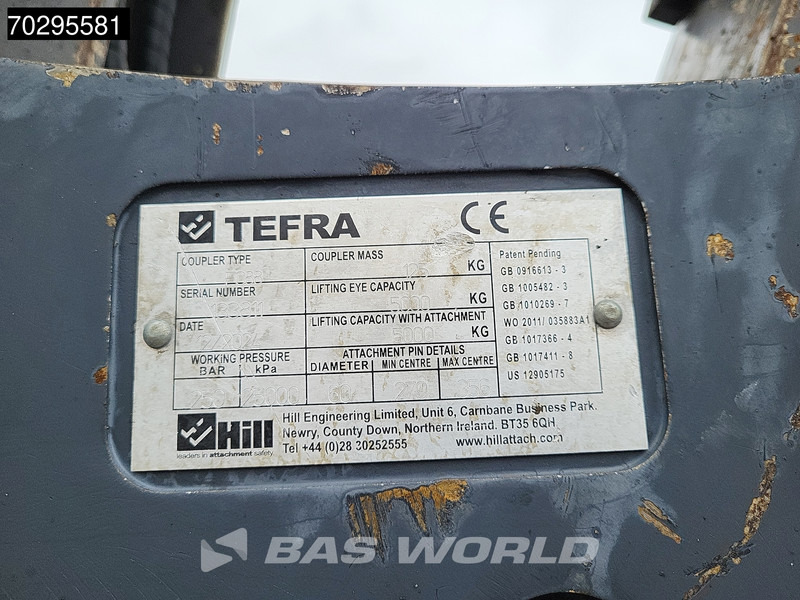 70295581
TEFRA CE
COUPLER TYPE
COUPLER MASS
KG
SERIAL NUMBER
LIFTING EYE CAPACITY
5000 KG
DATE
LIFTING CAPACITY WITH ATTACHMENT
5000 KG
WORKING PRESSURE
BAR kPa
ATTACHMENT PIN DETAILS
DIAMETER MIN CENTRE MAX CENTRE
Patent Pending
GB 0916613 - 3
GB 1005482 - 3
GB 1010269 - 7
WO 2011/ 035883A1
GB 1017366 - 4
GB 1017411 - 8
US 12905175
Hill
leaders in attachment safety
Hill Engineering Limited, Unit 6, Carnbane Business Park.
Newry, County Down, Northern Ireland. BT35 6QH
Tel +44 (0)28 30252555 www.hillattach.com
BAS WORLD